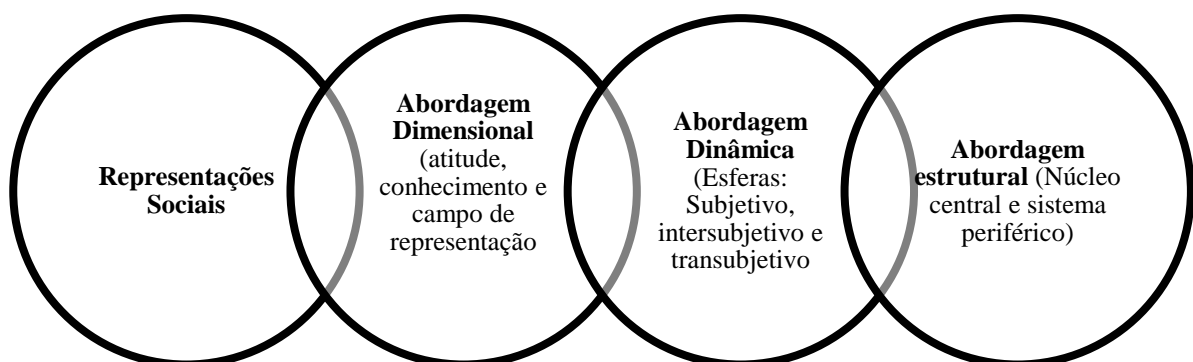 Representações
Sociais
Abordagem
Dimensional
(atitude,
conhecimento e
campo de
representação
Abordagem
Dinâmica
(Esferas:
Subjetivo,
intersubjetivo e
transubjetivo
Abordagem
estrutural (Núcleo
central e sistema
periférico)